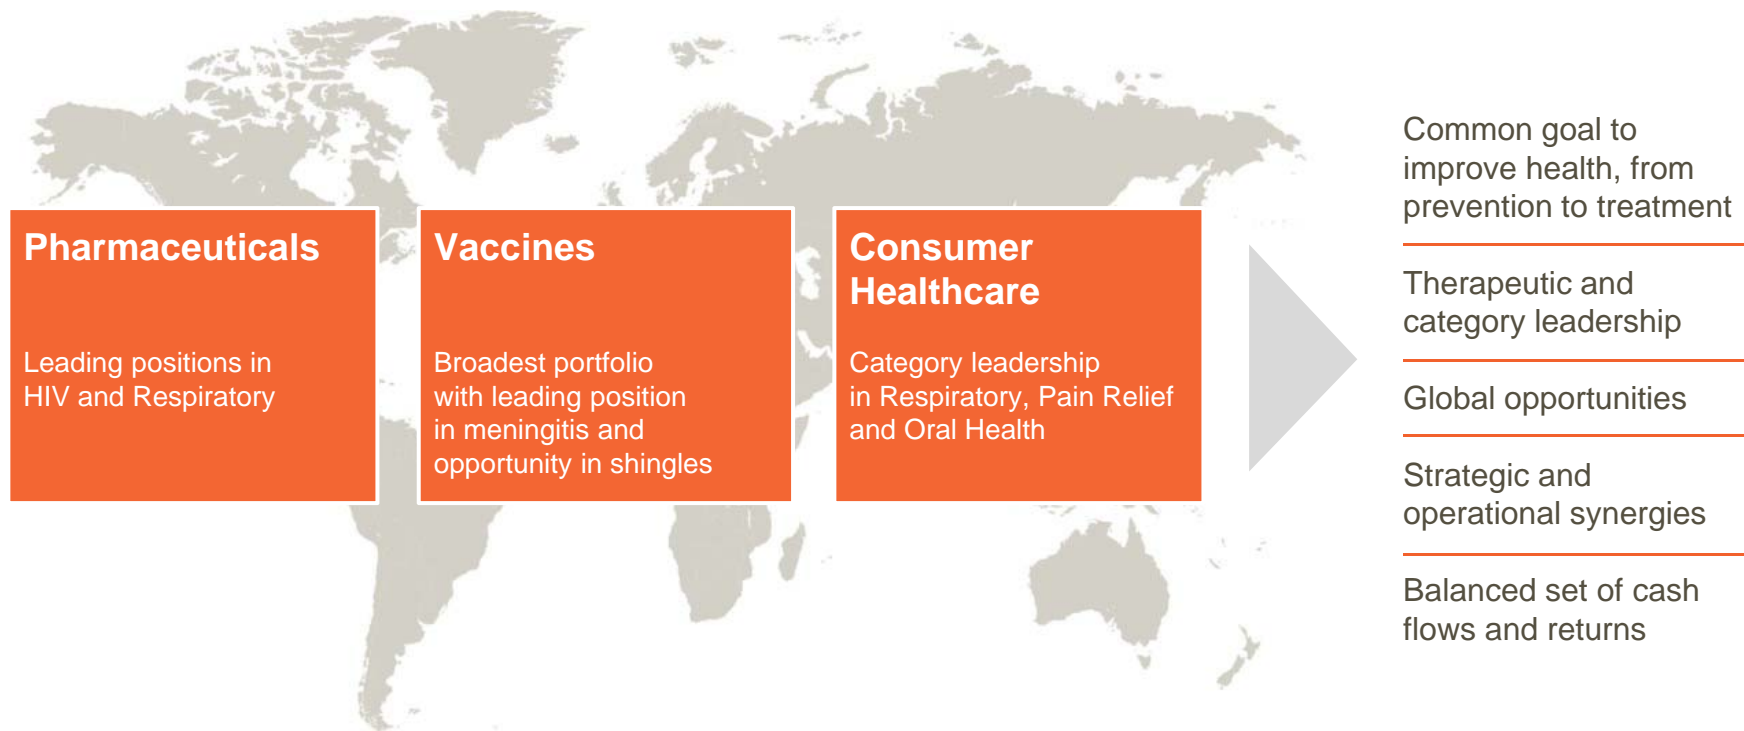 Pharmaceuticals
Leading positions in
HIV and Respiratory
Vaccines
Broadest portfolio
with leading position
in meningitis and
opportunity in shingles
Consumer
Healthcare
Category leadership
in Respiratory, Pain Relief
and Oral Health
Common goal to
improve health, from
prevention to treatment
Therapeutic and
category leadership
Global opportunities
Strategic and
operational synergies
Balanced set of cash
flows and returns